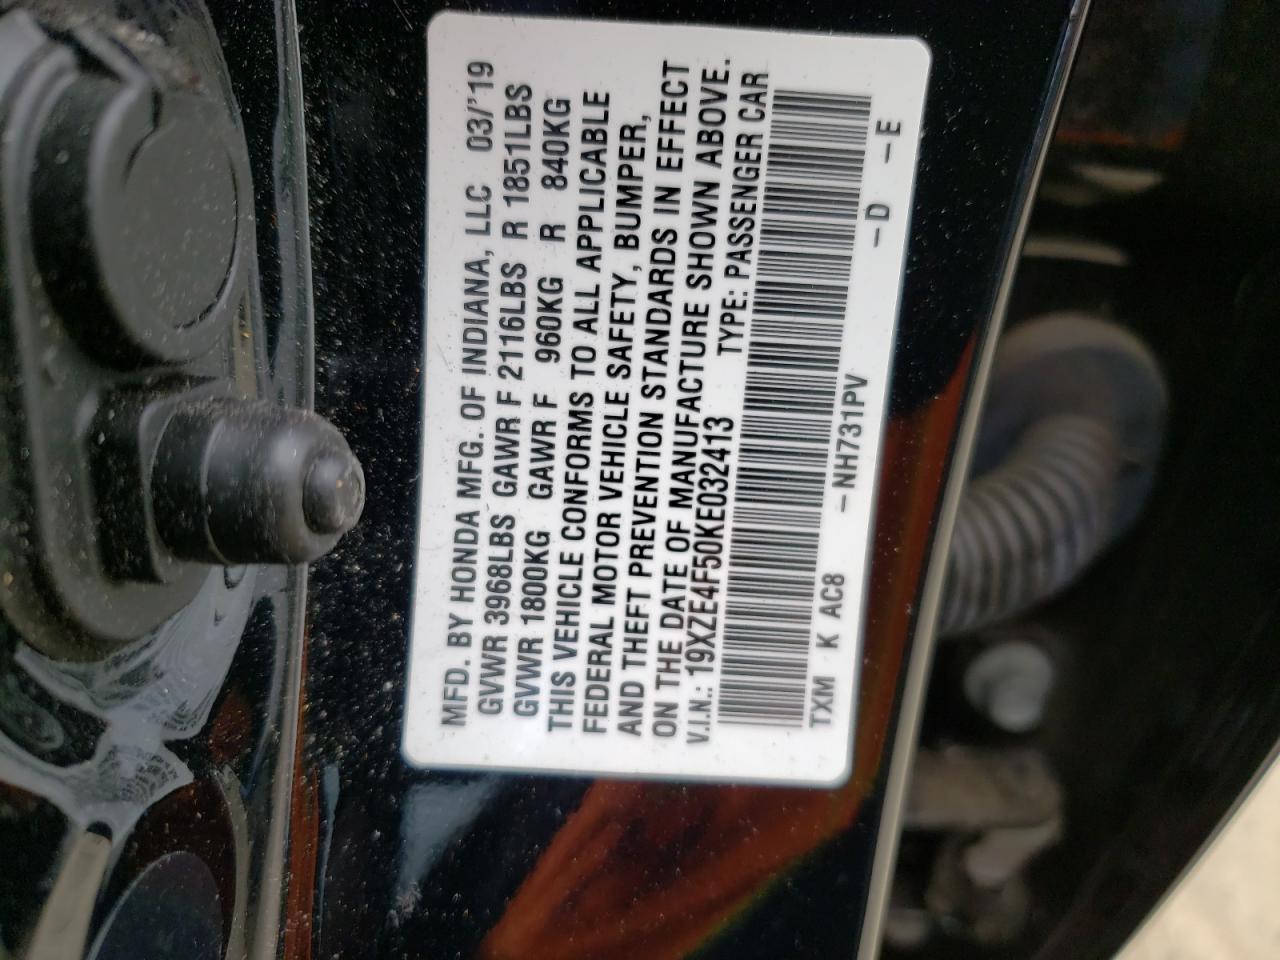 MFD. BY HONDA MFG. OF INDIANA, LLC 03/'19
GVWR 3968LBS GAWR F 2116LBS R 1851LBS
GVWR 1800KG GAWR F 960KG R 840KG
THIS VEHICLE CONFORMS TO ALL APPLICABLE
FEDERAL MOTOR VEHICLE SAFETY, BUMPER,
AND THEFT PREVENTION STANDARDS IN EFFECT
ON THE DATE OF MANUFACTURE SHOWN ABOVE.
V.I.N.: 19XZE4F50KE032413 TYPE: PASSENGER CAR
TXM K AC8 –NH731PV –D –E